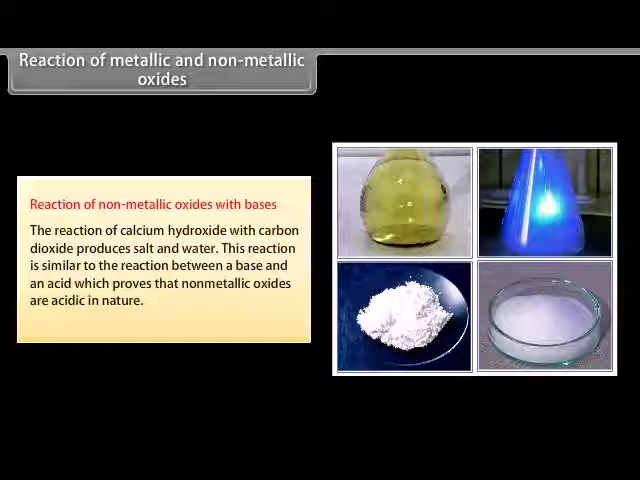 Reaction of metallic and non-metallic
oxides
Reaction of non-metallic oxides with bases
The reaction of calcium hydroxide with carbon
dioxide produces salt and water. This reaction
is similar to the reaction between a base and
an acid which proves that nonmetallic oxides
are acidic in nature.